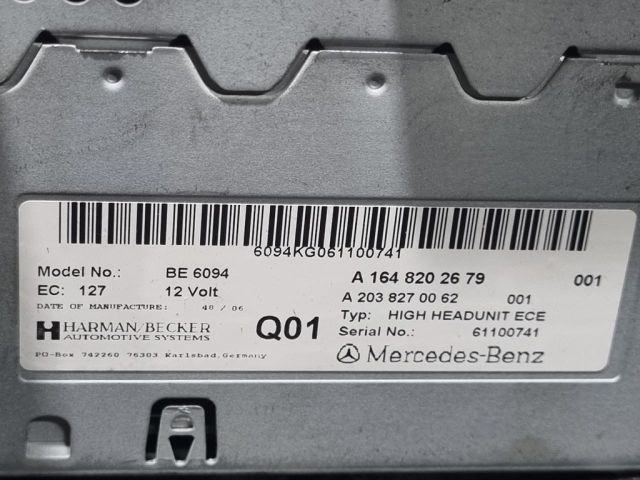 6094KG061100741
Model No.: BE 6094 A 164 820 26 79 001
EC: 127 12 Volt A 203 827 00 62 001
DATE OF MANUFACTURE: 48 / 06 Typ: HIGH HEADUNIT ECE
HARMAN/BECKER Q01 Serial No.: 61100741
AUTOMOTIVE SYSTEMS
PO-Box 742260 76303 Karlsbad,Germany Mercedes-Benz